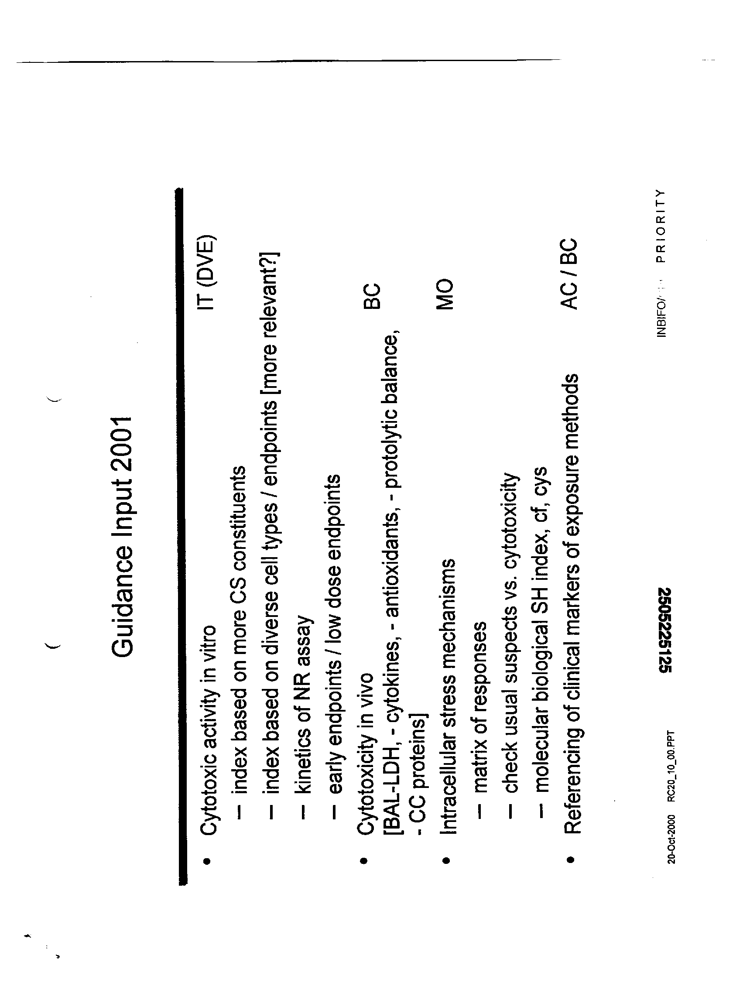 Guidance Input 2001
• Cytotoxic activity in vitro IT (DVE)
– index based on more CS constituents
– index based on diverse cell types / endpoints [more relevant?]
– kinetics of NR assay
– early endpoints / low dose endpoints
• Cytotoxicity in vivo BC
[BAL-LDH, - cytokines, - antioxidants, - protolytic balance,
- CC proteins]
• Intracellular stress mechanisms MO
– matrix of responses
– check usual suspects vs. cytotoxicity
– molecular biological SH index, cf, cys
• Referencing of clinical markers of exposure methods AC / BC
20-Oct-2000 RC20_10_00.PPT
2505225125
INBIFO/ PRIORITY